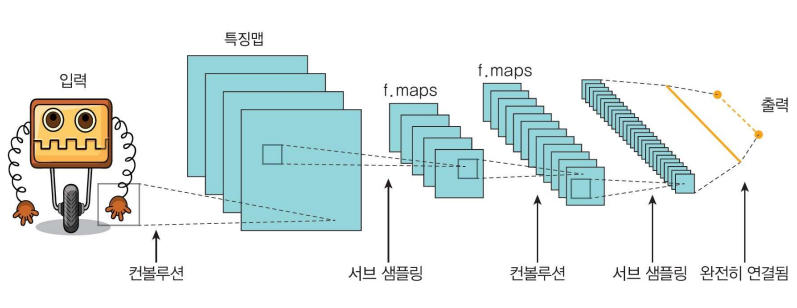 특징맵
입력
f.maps
f.maps
출력
컨볼루션
서브 샘플링
컨볼루션
서브 샘플링
완전히 연결됨